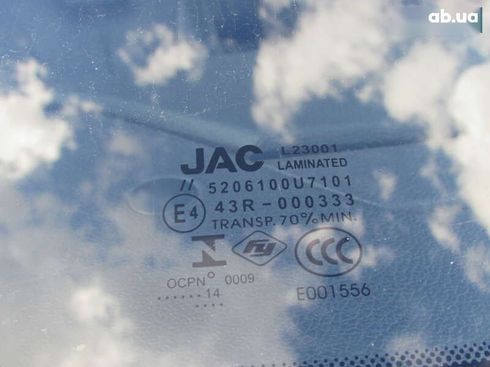 ab.ua
JAC
L23001
LAMINATED
// 5206100U7101
E4 43R-000333
TRANSP.70%MIN.
CCC
OCPN° 0009
.......14.......
E001556